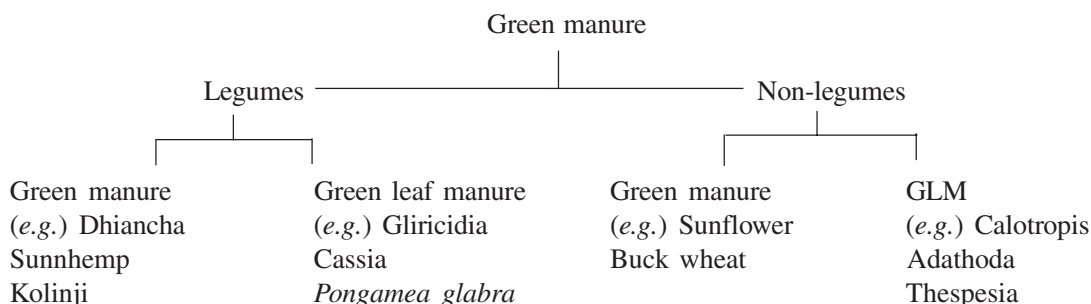 Green manure
Legumes Non-legumes
Green manure
(e.g.) Dhiancha
Sunnhemp
Kolinji
Green leaf manure
(e.g.) Gliricidia
Cassia
Pongamea glabra
Green manure
(e.g.) Sunflower
Buck wheat
GLM
(e.g.) Calotropis
Adathoda
Thespesia